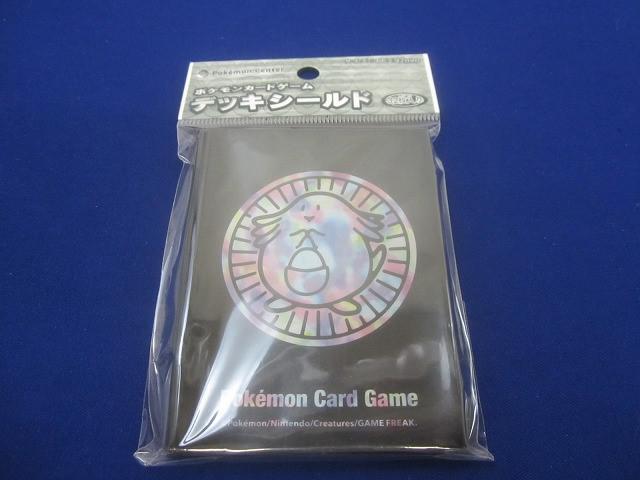 Pokémon Center
ポケモンカードゲーム
デッキシールド
Pokémon Card Game
Pokémon/Nintendo/Creatures/GAME FREAK.